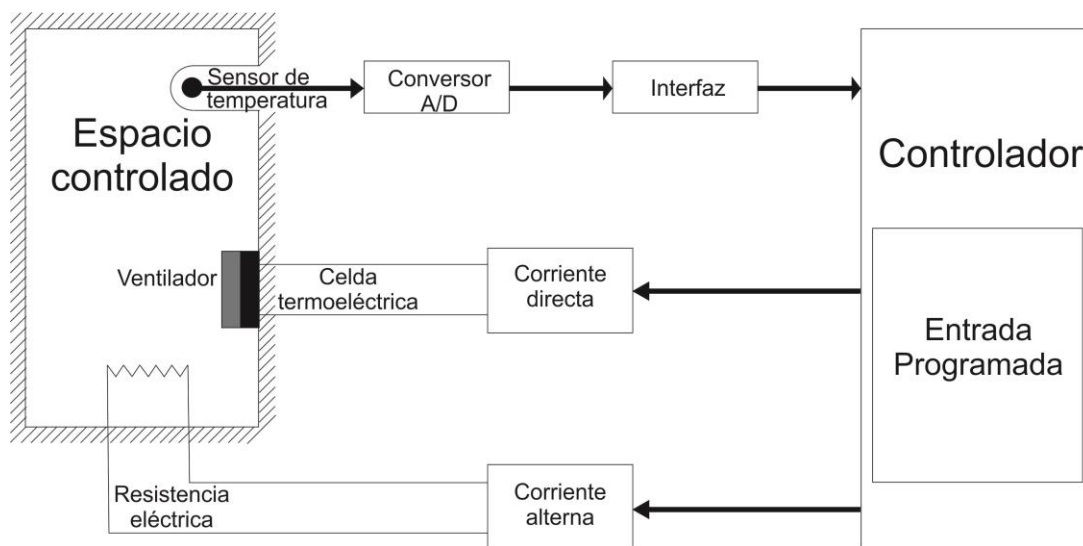 Espacio
controlado
Sensor de
temperatura
Conversor
A/D
Interfaz
Controlador
Ventilador
Celda
termoeléctrica
Corriente
directa
Entrada
Programada
Resistencia
eléctrica
Corriente
alterna